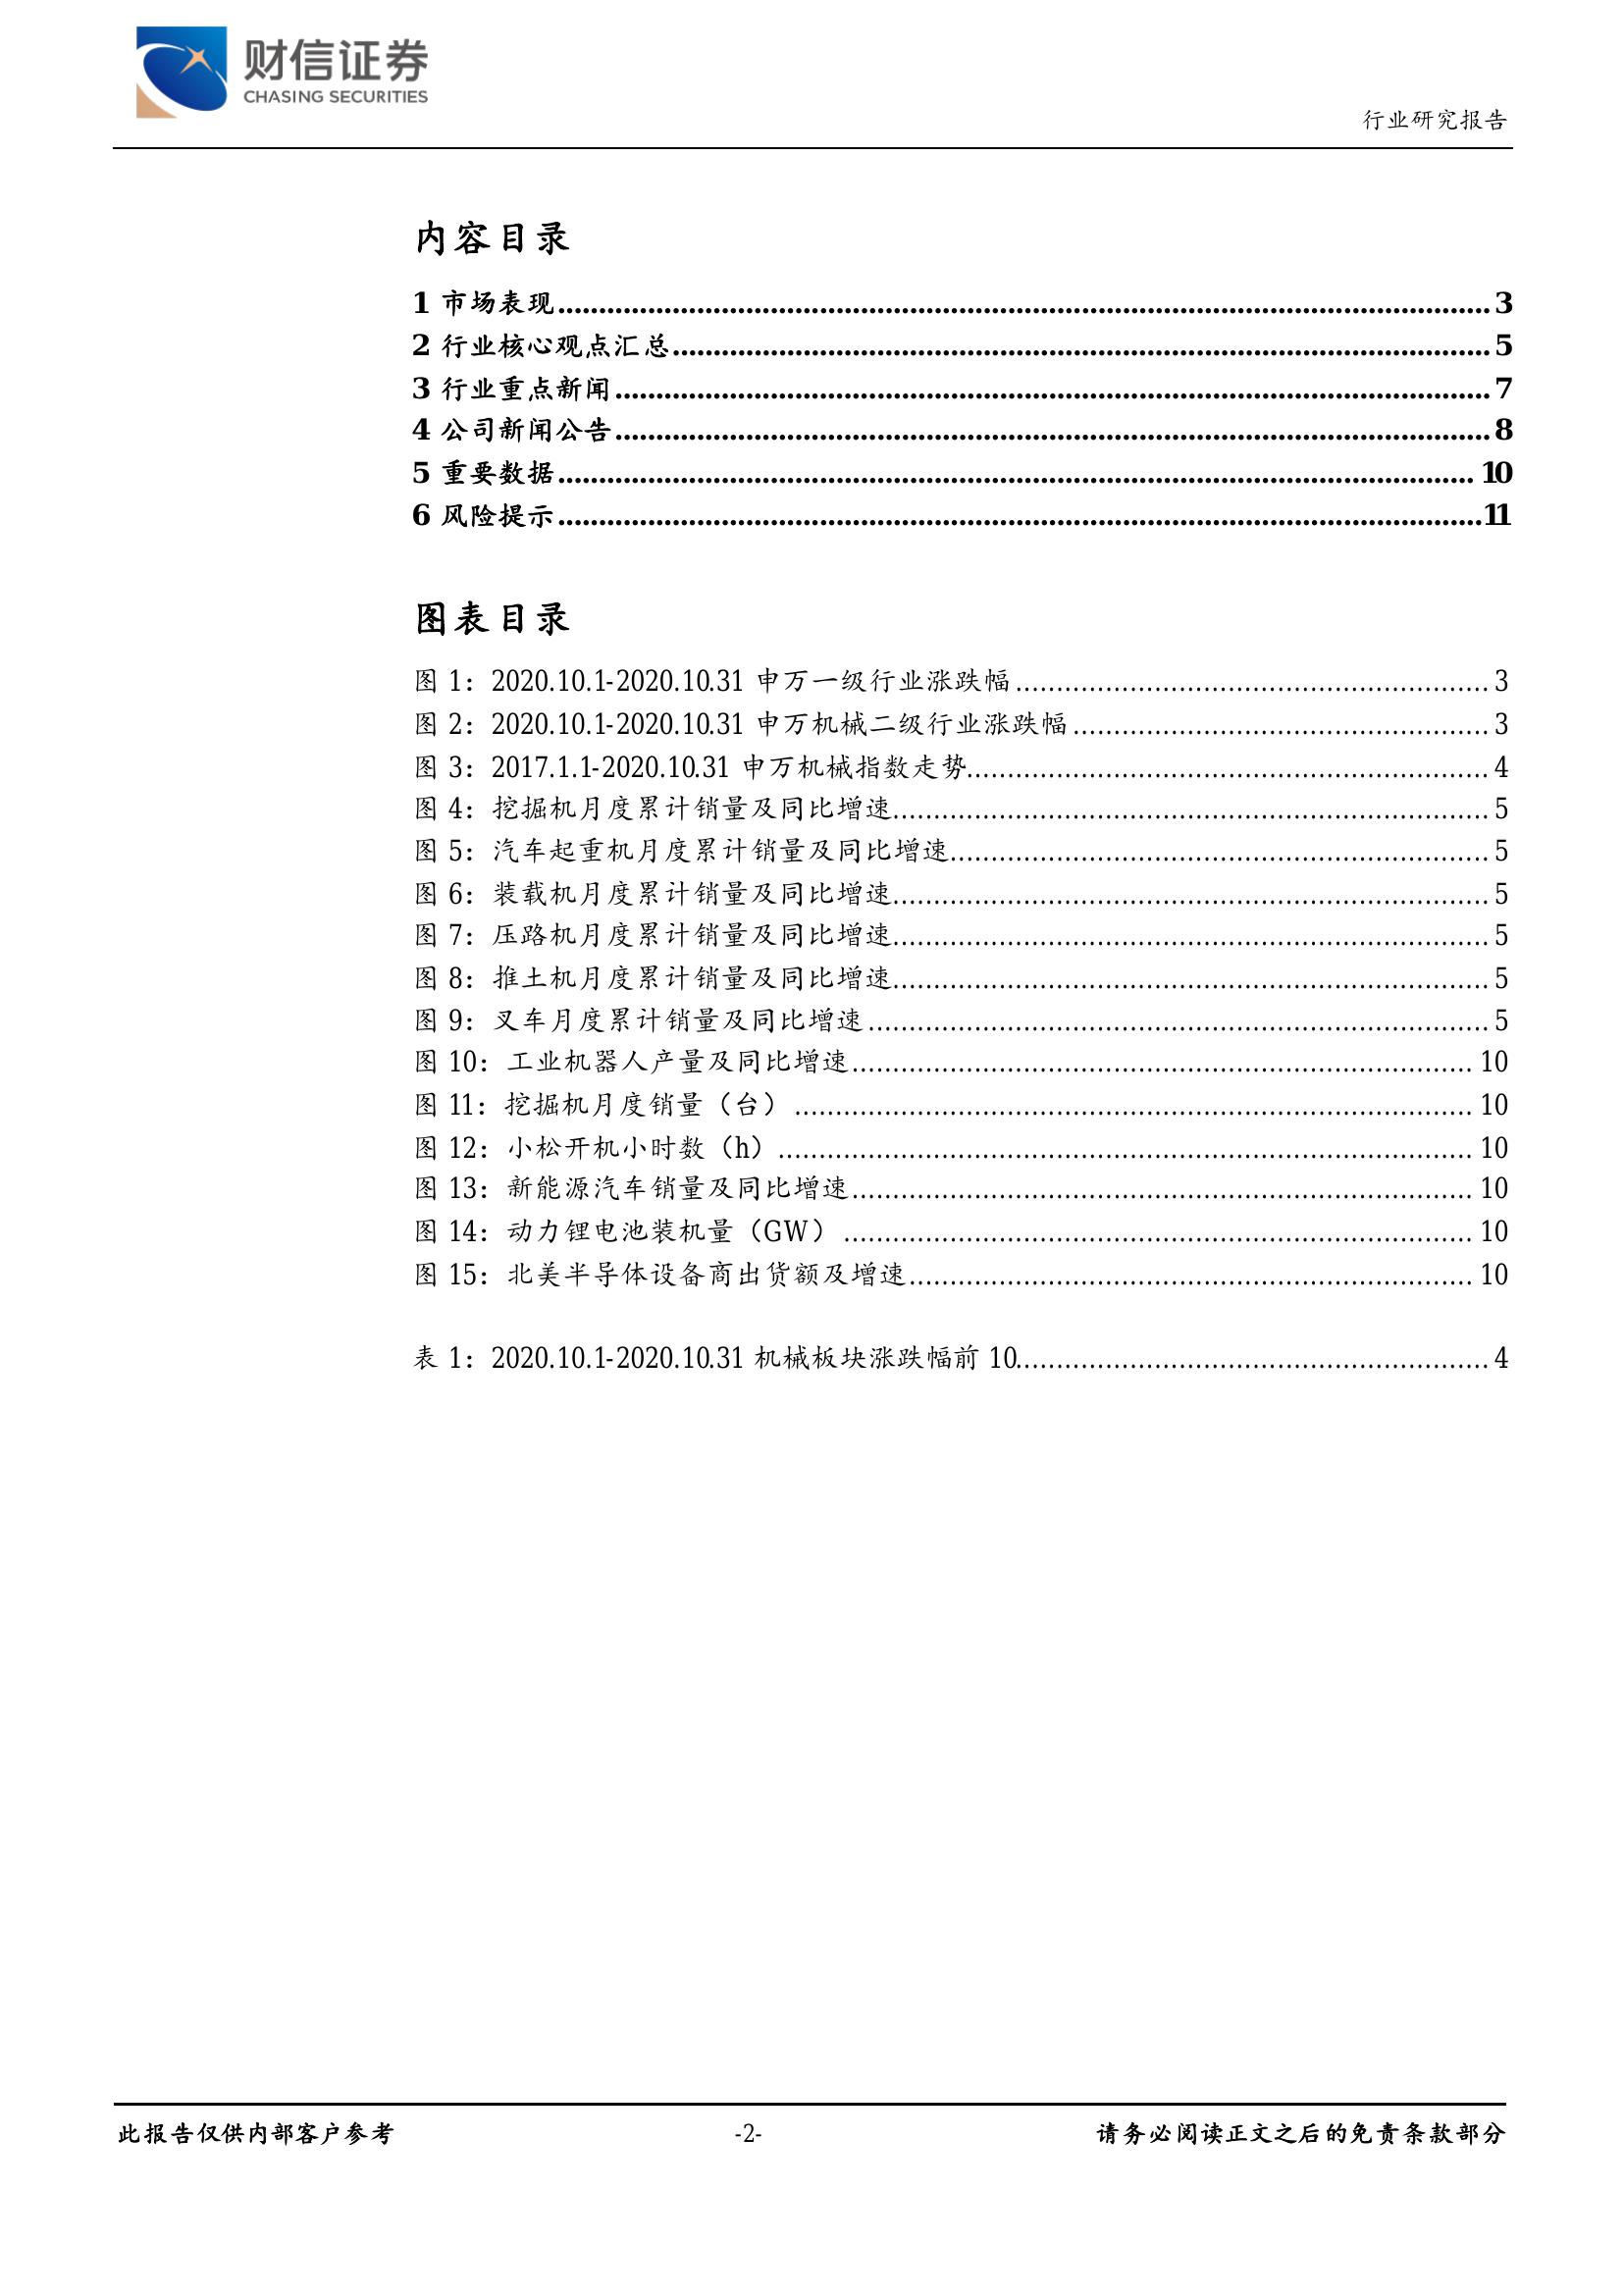 财信证券
CHASING SECURITIES
行业研究报告
内容目录
1 市场表现........................................ 3
2 行业核心观点汇总........................................ 5
3 行业重点新闻........................................ 7
4 公司新闻公告........................................ 8
5 重要数据........................................ 10
6 风险提示........................................11
图表目录
图 1：2020.10.1-2020.10.31 申万一级行业涨跌幅........................................ 3
图 2：2020.10.1-2020.10.31 申万机械二级行业涨跌幅........................................ 3
图 3：2017.1.1-2020.10.31 申万机械指数走势........................................ 4
图 4：挖掘机月度累计销量及同比增速........................................ 5
图 5：汽车起重机月度累计销量及同比增速........................................ 5
图 6：装载机月度累计销量及同比增速........................................ 5
图 7：压路机月度累计销量及同比增速........................................ 5
图 8：推土机月度累计销量及同比增速........................................ 5
图 9：叉车月度累计销量及同比增速........................................ 5
图 10：工业机器人产量及同比增速........................................ 10
图 11：挖掘机月度销量（台）........................................ 10
图 12：小松开机小时数（h）........................................ 10
图 13：新能源汽车销量及同比增速........................................ 10
图 14：动力锂电池装机量（GW）........................................ 10
图 15：北美半导体设备商出货额及增速........................................ 10
表 1：2020.10.1-2020.10.31 机械板块涨跌幅前 10........................................ 4
此报告仅供内部客户参考
-2-
请务必阅读正文之后的免责条款部分